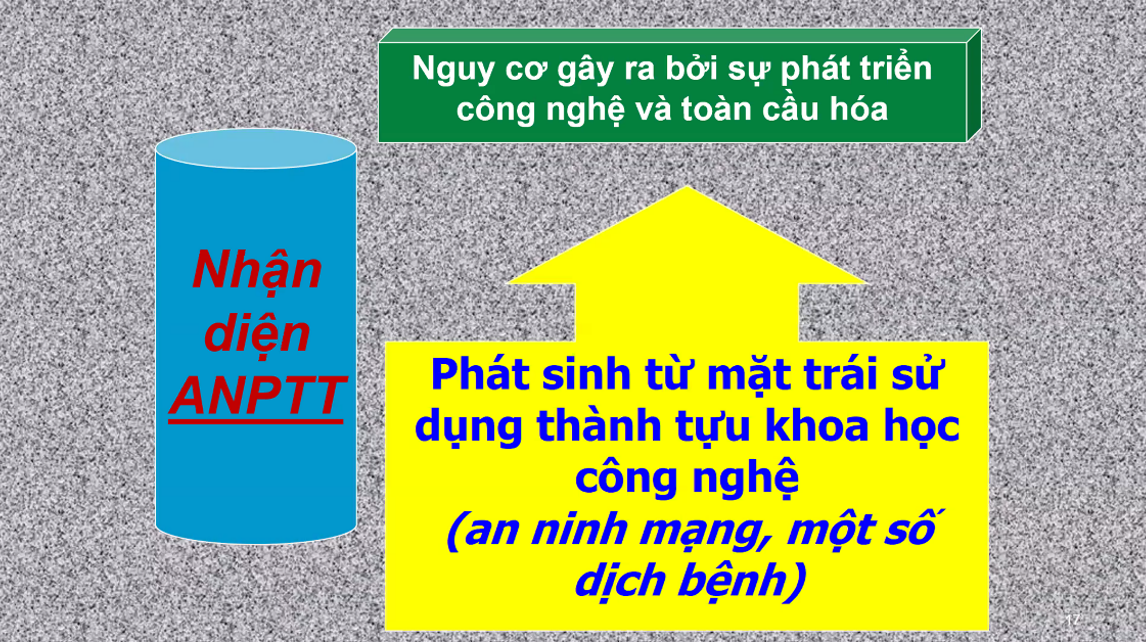 Nguy cơ gây ra bởi sự phát triển
công nghệ và toàn cầu hóa
Nhận
diện
ANPTT
Phát sinh từ mặt trái sử
dụng thành tựu khoa học
công nghệ
(an ninh mạng, một số
dịch bệnh)
17